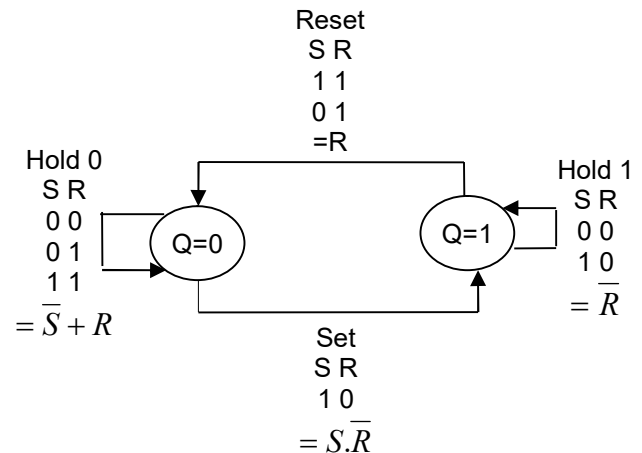 Reset
S R
1 1
0 1
=R
Hold 0
S R
0 0
0 1
1 1
= S̅ + R
Q=0
Q=1
Hold 1
S R
0 0
1 0
= R̅
Set
S R
1 0
= S.R̅